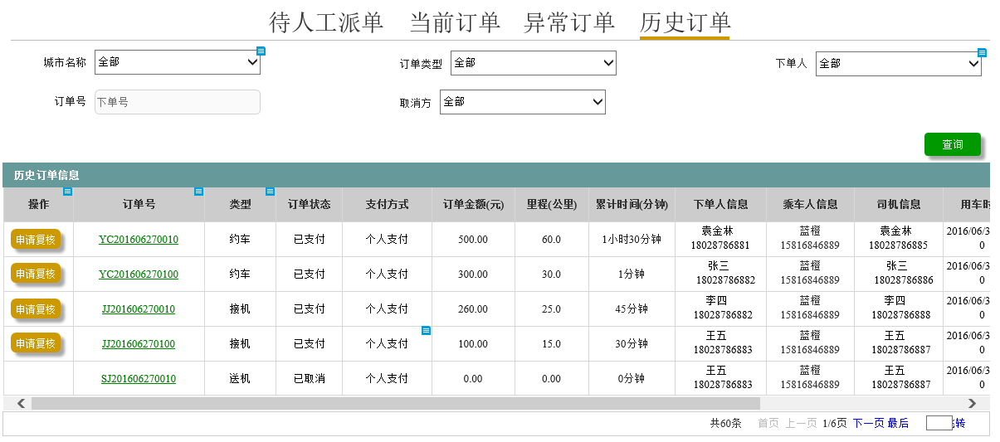 待人工派单 当前订单 异常订单 历史订单
城市名称 全部 订单类型 全部 下单人 全部
订单号 下单号 取消方 全部
查询
历史订单信息
操作 订单号 类型 订单状态 支付方式 订单金额(元) 里程(公里) 累计时间(分钟) 下单人信息 乘车人信息 司机信息 用车时
申请复核 YC201606270010 约车 已支付 个人支付 500.00 60.0 1小时30分钟 袁金林 18028786881 蓝橙 15816846889 袁金林 18028786885 2016/06/3 0
申请复核 YC201606270100 约车 已支付 个人支付 300.00 30.0 1分钟 张三 18028786882 蓝橙 15816846889 张三 18028786886 2016/06/3 0
申请复核 JJ201606270010 接机 已支付 个人支付 260.00 25.0 45分钟 李四 18028786882 蓝橙 15816846889 李四 18028786888 2016/06/3 0
申请复核 JJ201606270100 接机 已支付 个人支付 100.00 15.0 30分钟 王五 18028786883 蓝橙 15816846889 王五 18028786887 2016/06/3 0
SJ201606270010 送机 已取消 个人支付 0.00 0.00 0分钟 王五 18028786883 蓝橙 15816846889 王五 18028786887 2016/06/3 0
共60条 首页 上一页 1/6页 下一页 最后 转